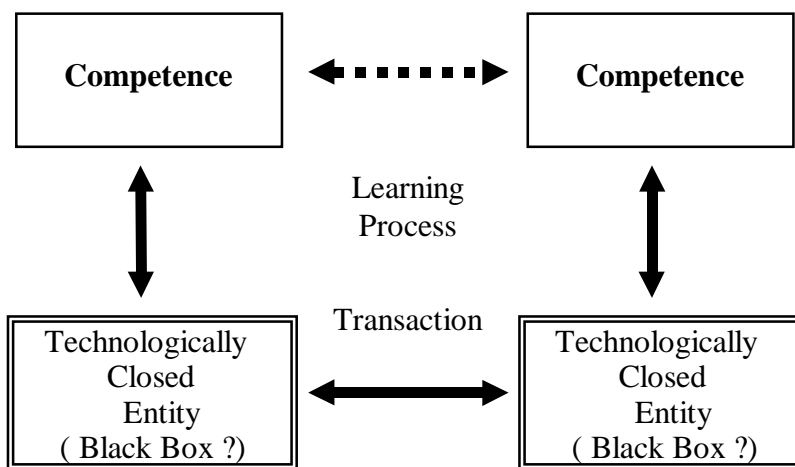 Competence
Competence
Learning
Process
Transaction
Technologically
Closed
Entity
( Black Box ?)
Technologically
Closed
Entity
( Black Box ?)